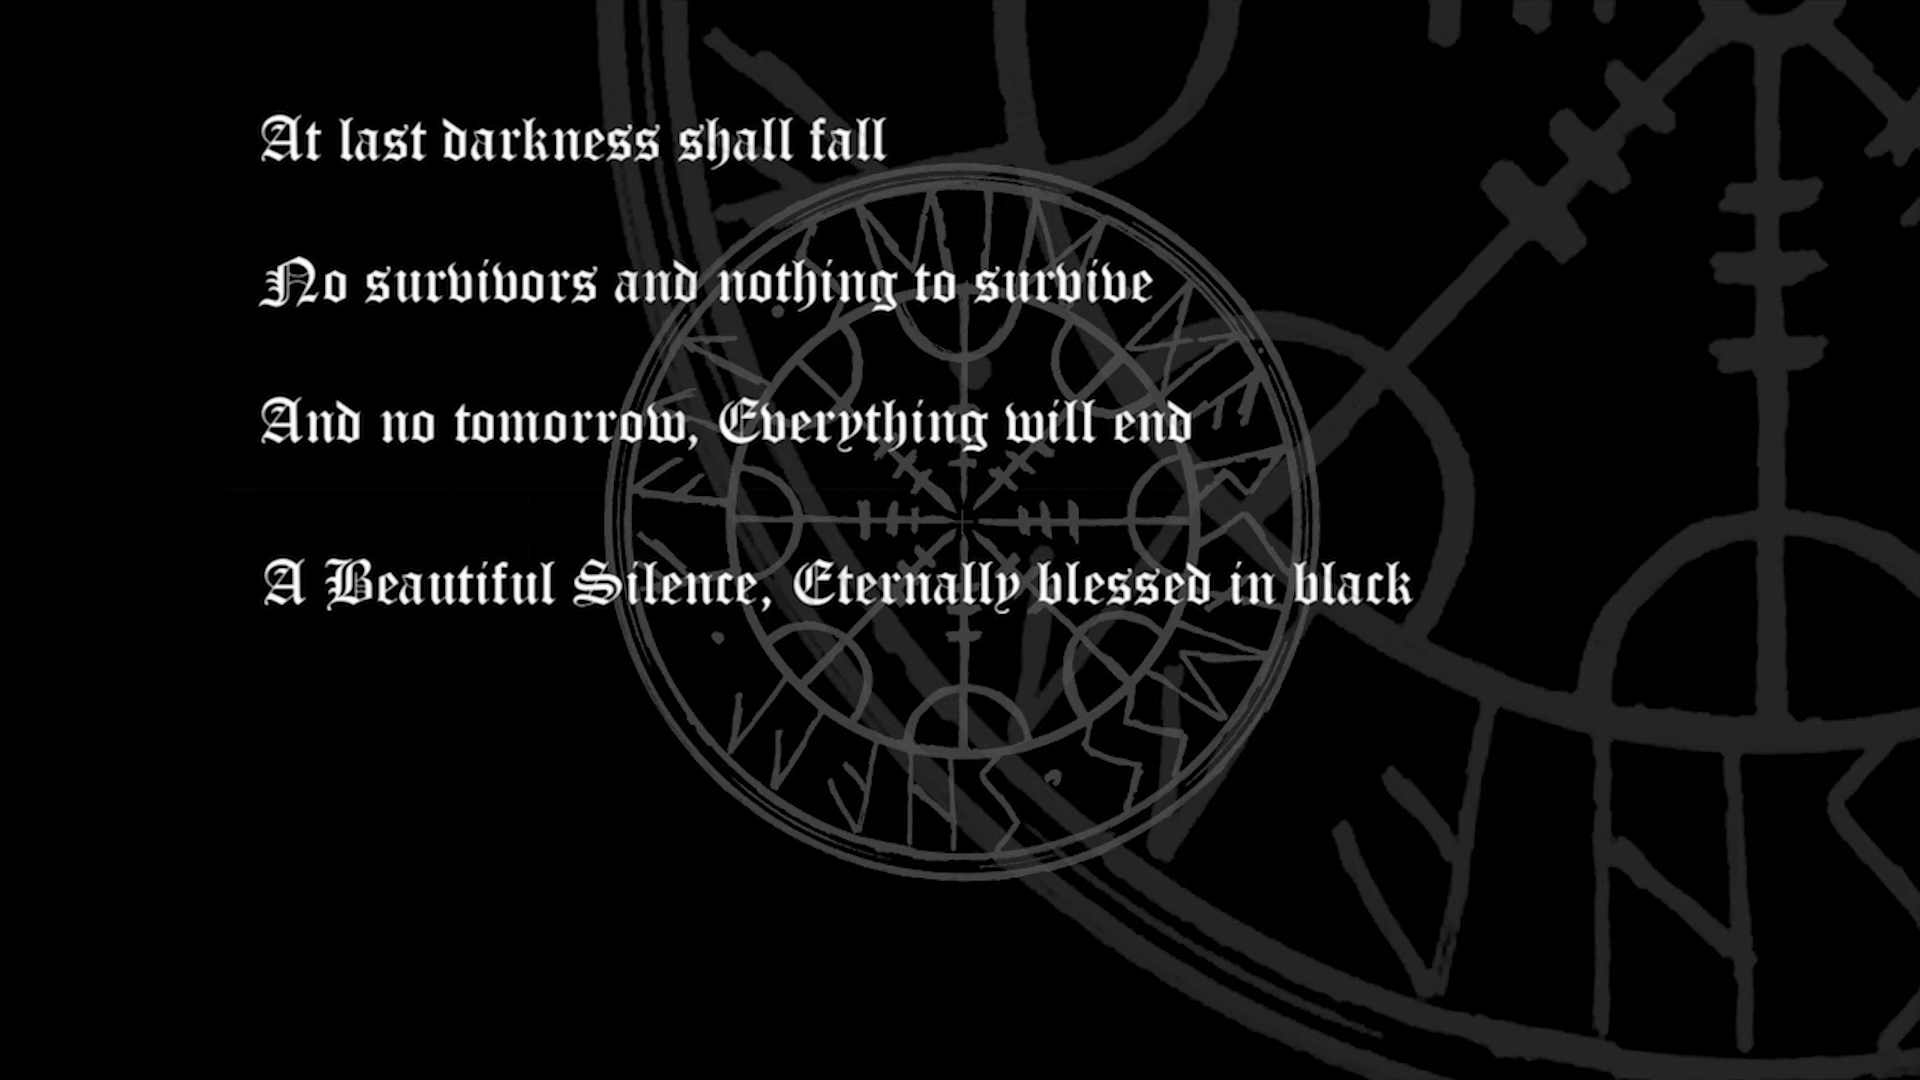 At last darkness shall fall
No survivors and nothing to survive
And no tomorrow, Everything will end
A Beautiful Silence, Eternally blessed in black